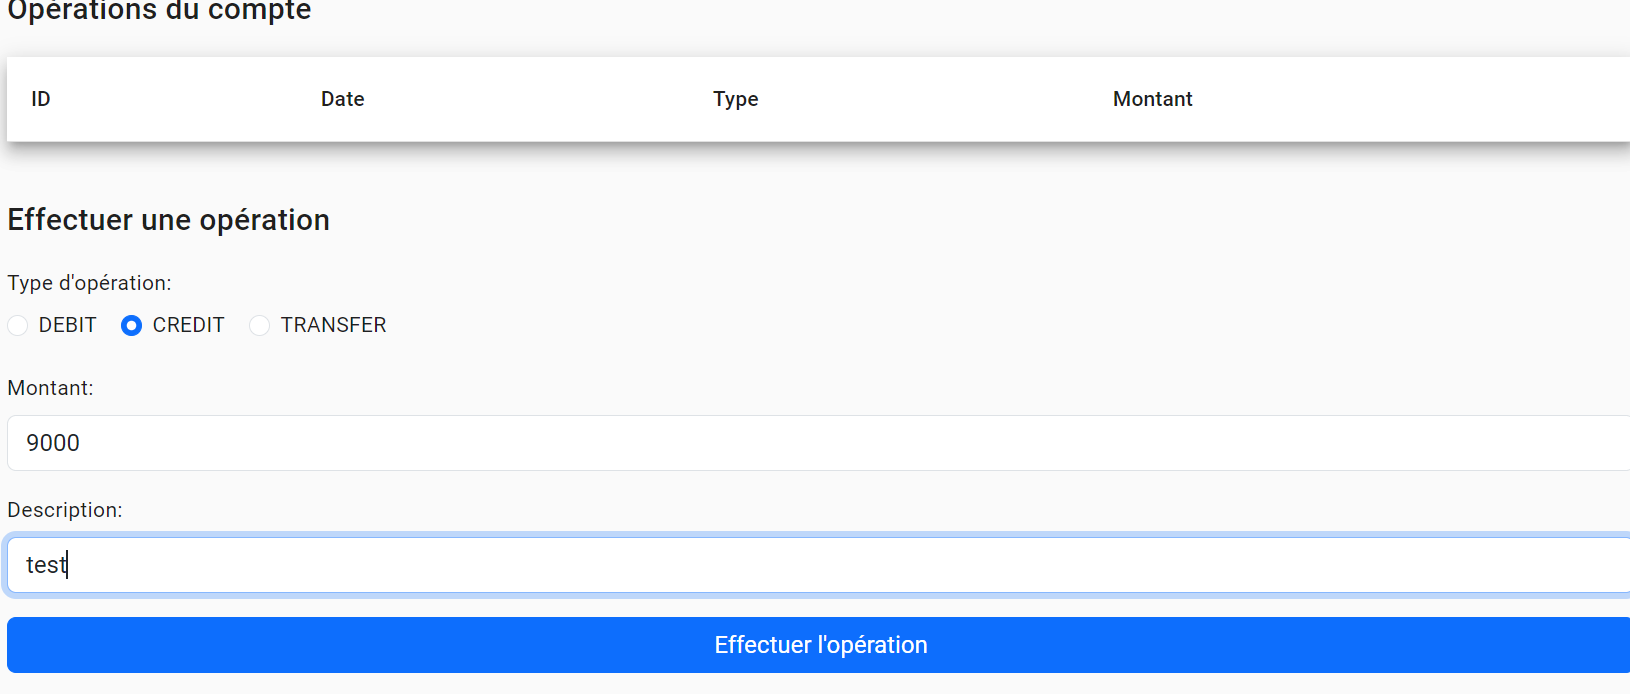 Opérations du compte
ID Date Type Montant
Effectuer une opération
Type d'opération:
DEBIT CREDIT TRANSFER
Montant:
9000
Description:
test
Effectuer l'opération